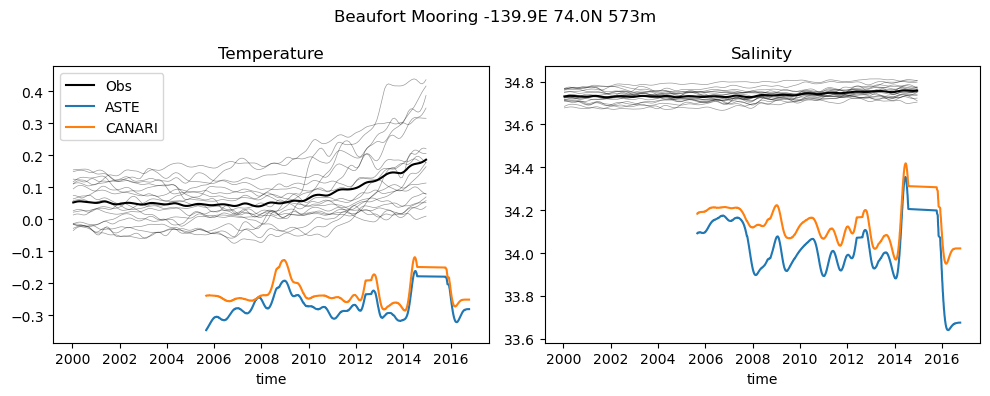 Beaufort Mooring -139.9E 74.0N 573m
Temperature
Salinity
Obs
ASTE
CANARI
0.4
0.3
0.2
0.1
0.0
−0.1
−0.2
−0.3
2000 2002 2004 2006 2008 2010 2012 2014 2016
time
34.8
34.6
34.4
34.2
34.0
33.8
33.6
2000 2002 2004 2006 2008 2010 2012 2014 2016
time